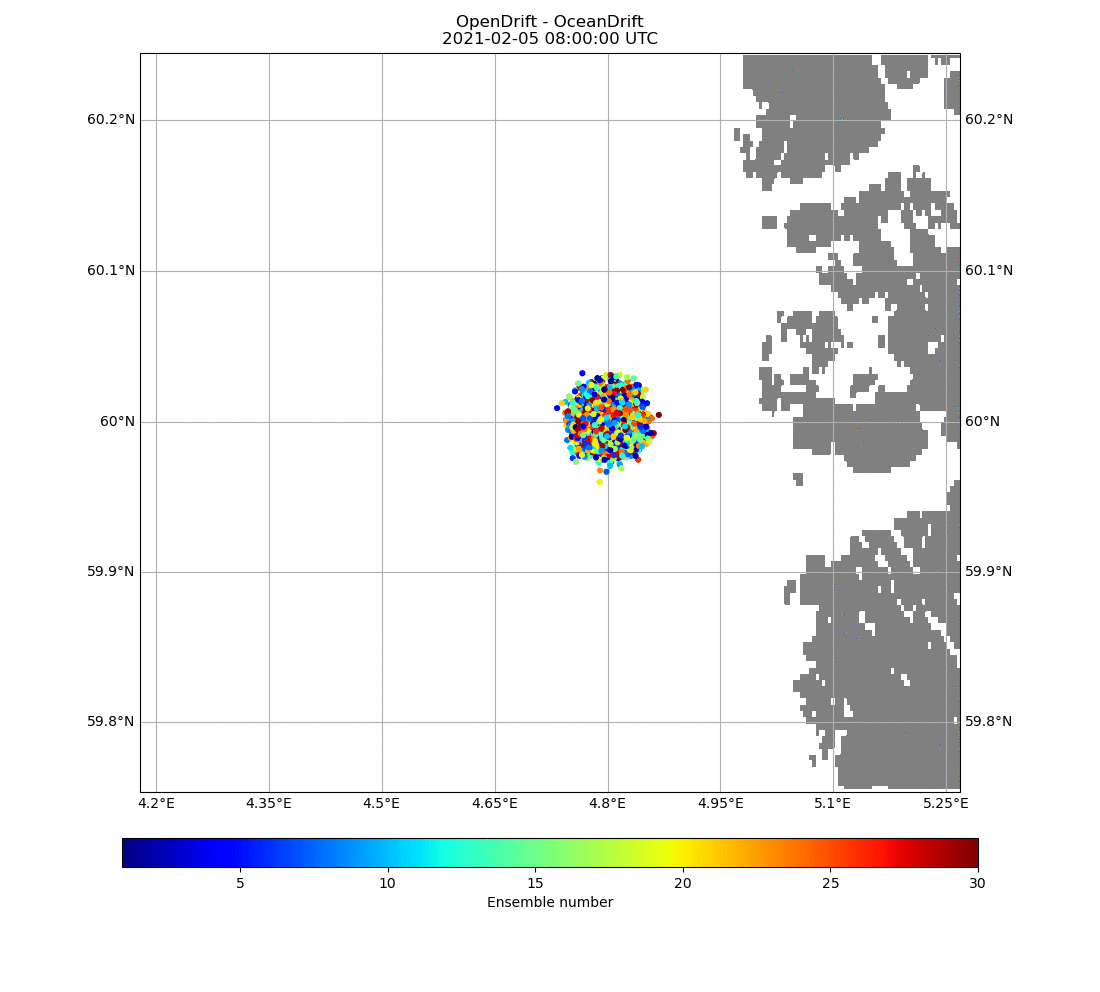 OpenDrift - OceanDrift
2021-02-05 08:00:00 UTC
60.2°N 60.2°N
60.1°N 60.1°N
60°N 60°N
59.9°N 59.9°N
59.8°N 59.8°N
4.2°E 4.35°E 4.5°E 4.65°E 4.8°E 4.95°E 5.1°E 5.25°E
5 10 15 20 25 30
Ensemble number